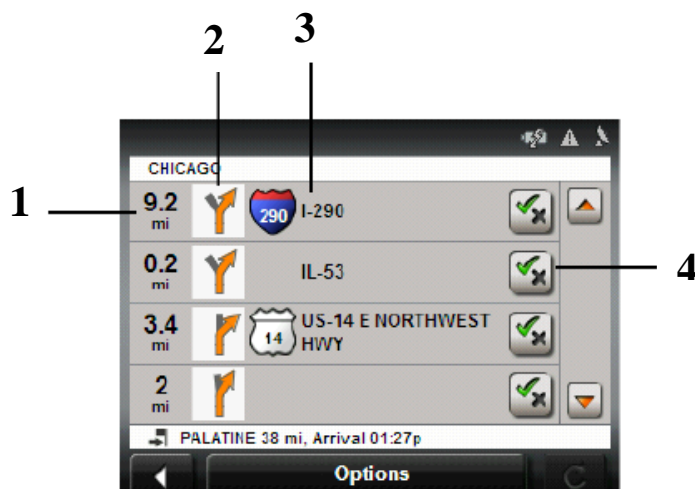 2
3
CHICAGO
1
9.2
mi
290
I-290
0.2
mi
IL-53
4
3.4
mi
14
US-14 E NORTHWEST
HWY
2
mi
PALATINE 38 mi, Arrival 01:27p
Options